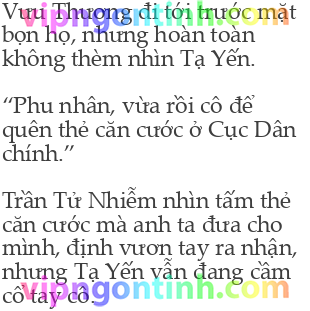 Vưu Thượng đi tới trước mặt
bọn họ, nhưng hoàn toàn
không thèm nhìn Tạ Yến.
“Phu nhân, vừa rồi cô để
quên thẻ căn cước ở Cục Dân
chính.”
Trần Tử Nhiễm nhìn tấm thẻ
căn cước mà anh ta đưa cho
mình, định vươn tay ra nhận,
nhưng Tạ Yến vẫn đang cầm
cổ tay cô.
vipngontinh.com
vipngontinh.com